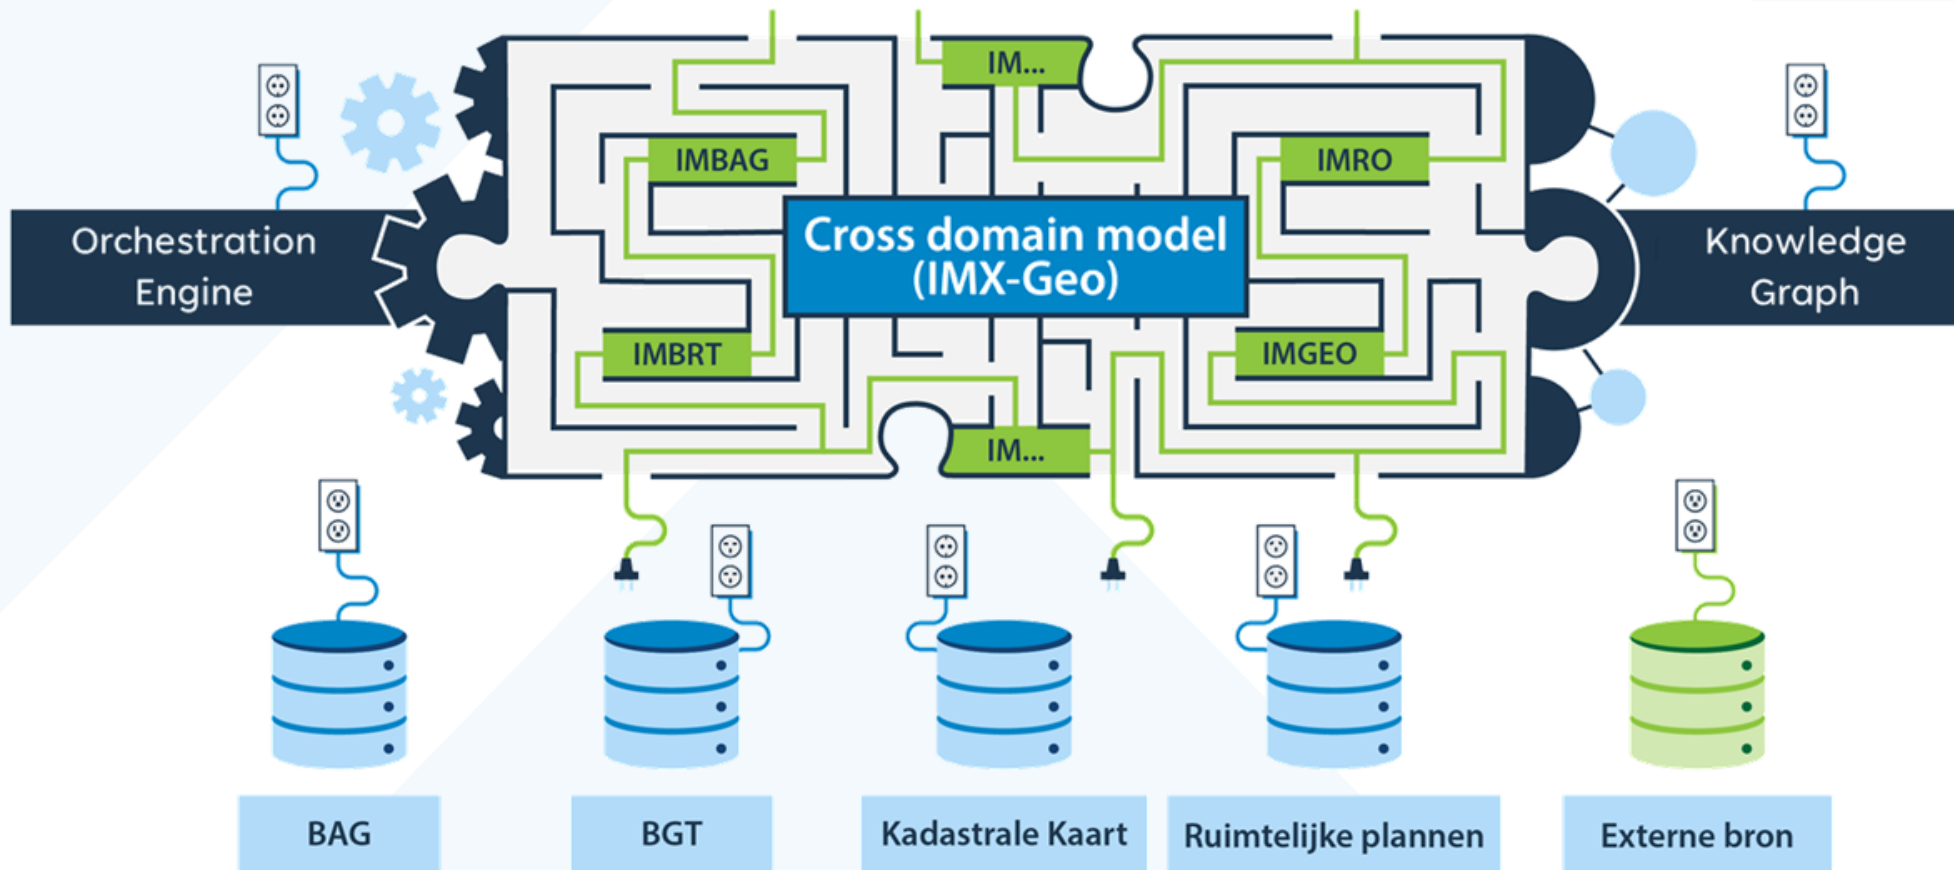 IM...
IMBAG
IMRO
Orchestration
Engine
Cross domain model
(IMX-Geo)
Knowledge
Graph
IMBRT
IMGEO
IM...
BAG
BGT
Kadastrale Kaart
Ruimtelijke plannen
Externe bron